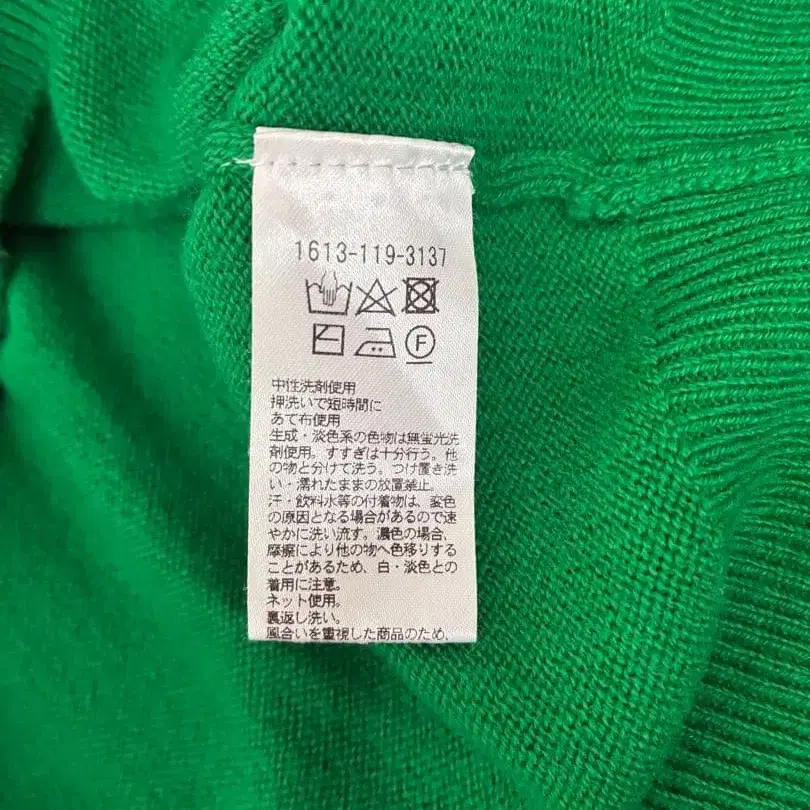 1613-119-3137
F
中性洗剤使用
押洗いで短時間に
あて布使用
生成・淡色系の色物は無蛍光洗
剤使用。すすぎは十分行う。他
の物と分けて洗う。つけ置き洗
い・濡れたままの放置禁止。
汗・飲料水等の付着物は、変色
の原因となる場合があるので速
やかに洗い流す。濃色の場合、
摩擦により他の物へ色移りする
ことがあるため、白・淡色との
着用に注意。
ネット使用。
裏返し洗い。
風合いを重視した商品のため、